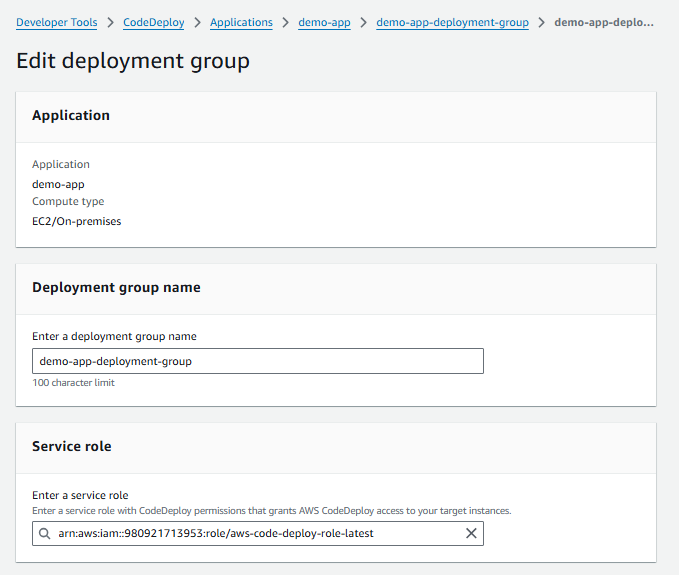 Developer Tools > CodeDeploy > Applications > demo-app > demo-app-deployment-group > demo-app-deplo...
Edit deployment group
Application
Application
demo-app
Compute type
EC2/On-premises
Deployment group name
Enter a deployment group name
demo-app-deployment-group
100 character limit
Service role
Enter a service role
Enter a service role with CodeDeploy permissions that grants AWS CodeDeploy access to your target instances.
arn:aws:iam::980921713953:role/aws-code-deploy-role-latest